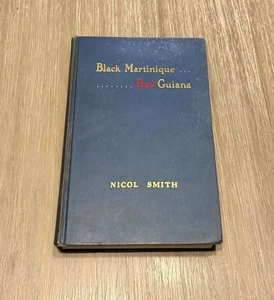 Black Martinique ...
........ Red Guiana
NICOL SMITH